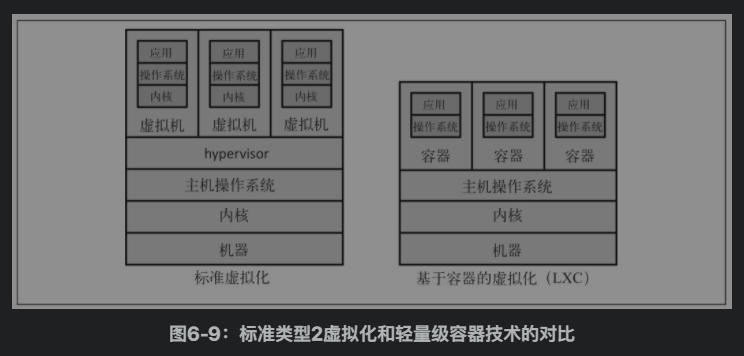 应用
操作系统
内核
虚拟机
应用
操作系统
内核
虚拟机
应用
操作系统
内核
虚拟机
hypervisor
主机操作系统
内核
机器
标准虚拟化
应用
操作系统
容器
应用
操作系统
容器
应用
操作系统
容器
主机操作系统
内核
机器
基于容器的虚拟化（LXC）
图6-9：标准类型2虚拟化和轻量级容器技术的对比